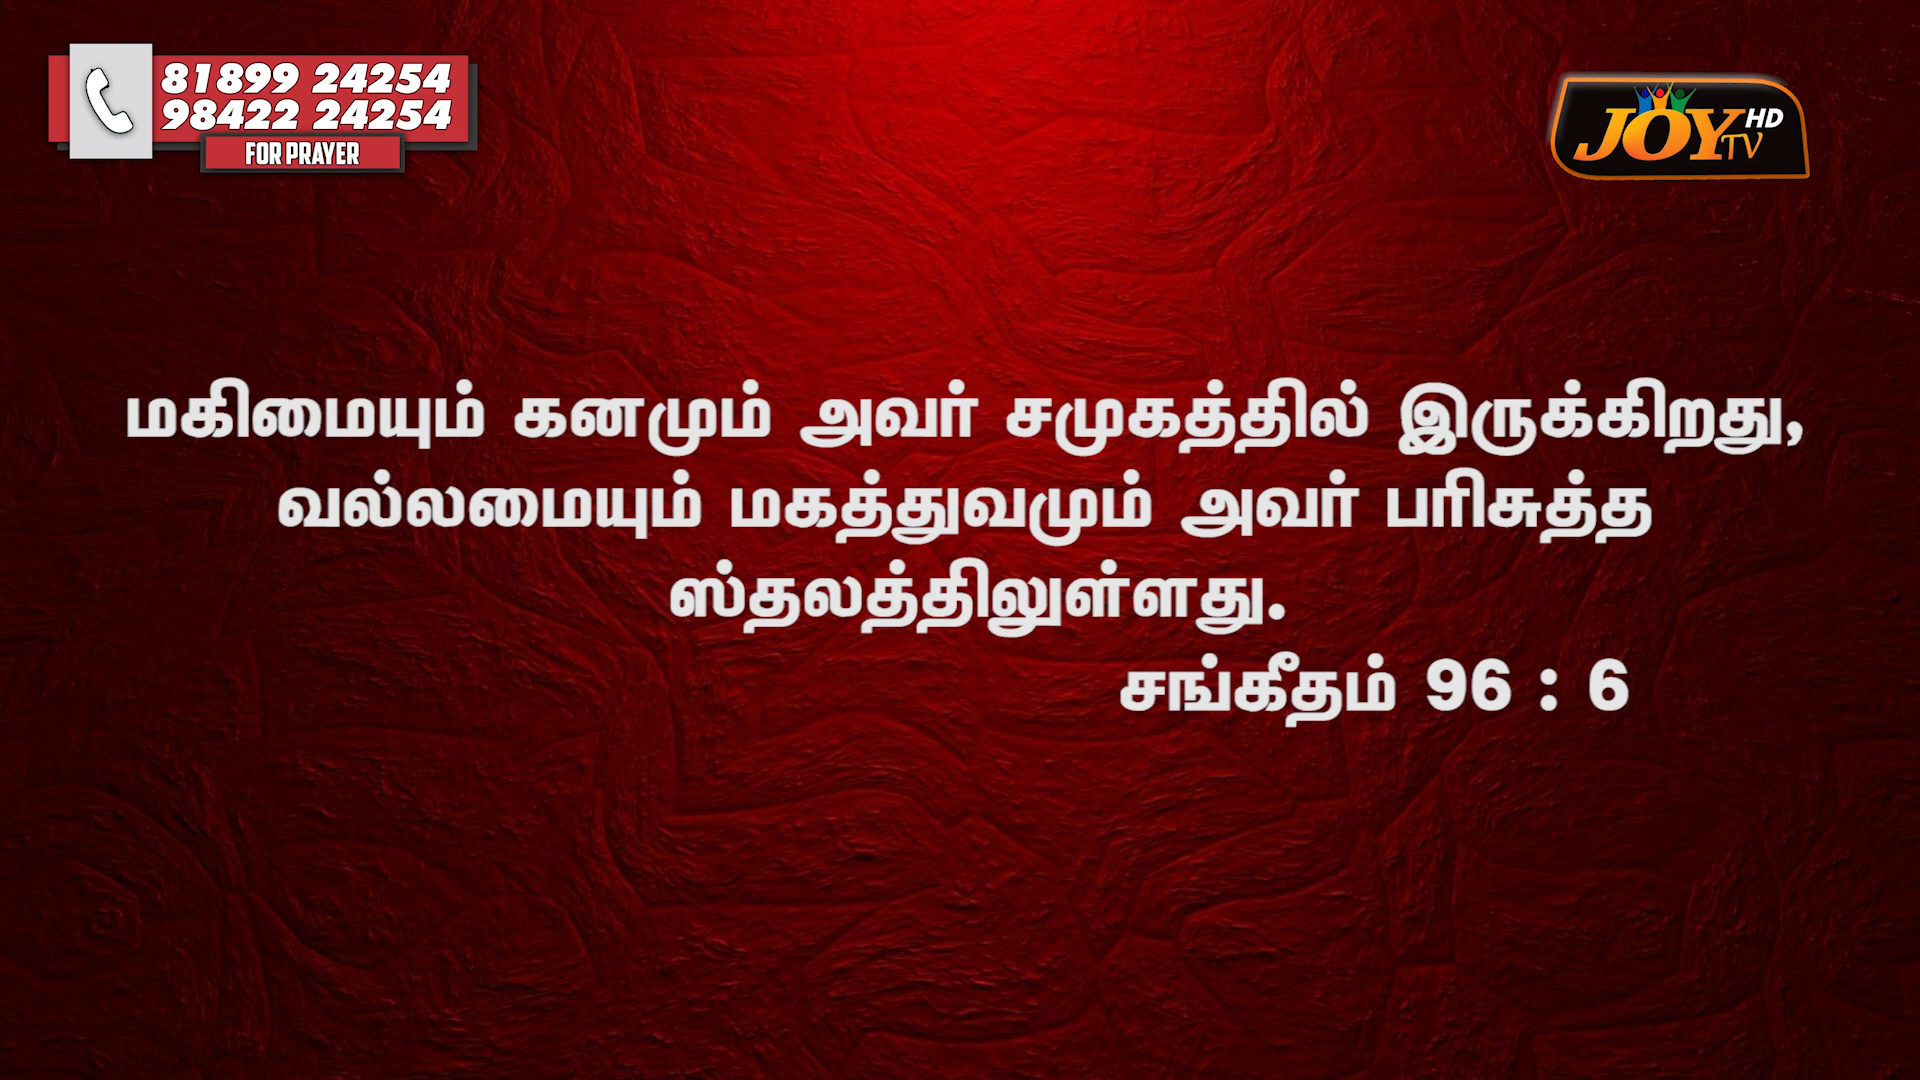 81899 24254
98422 24254
FOR PRAYER
JOY TV HD
மகிமையும் கனமும் அவர் சமுகத்தில் இருக்கிறது,
வல்லமையும் மகத்துவமும் அவர் பரிசுத்த
ஸ்தலத்திலுள்ளது.
சங்கீதம் 96 : 6